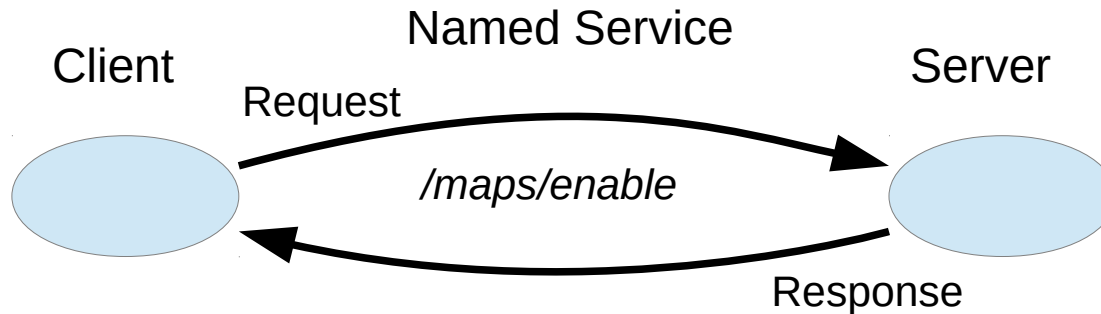 Named Service
Client
Server
Request
/maps/enable
Response